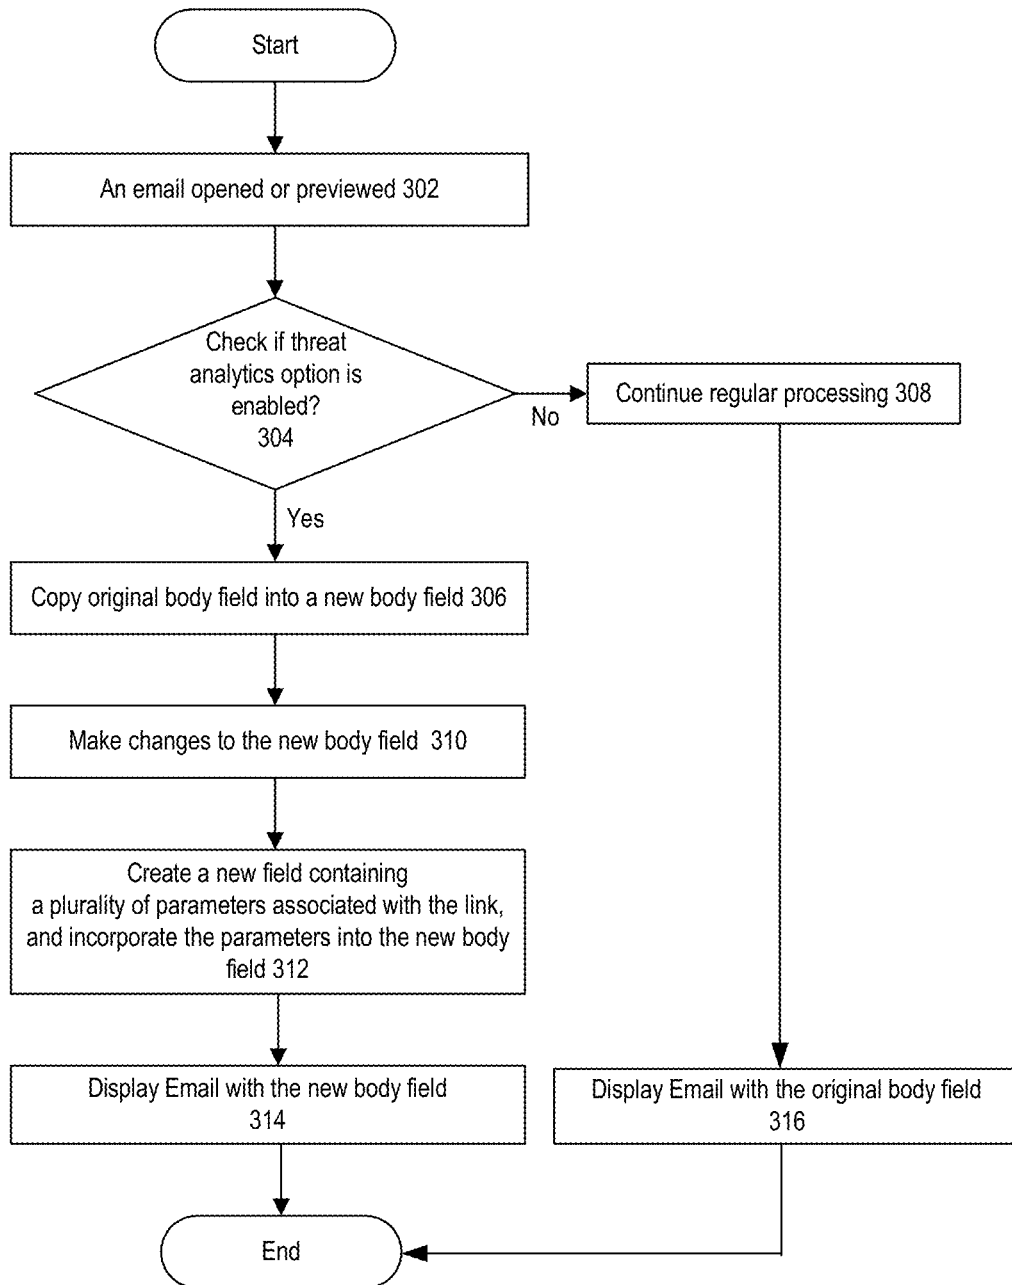 Start
An email opened or previewed 302
Check if threat
analytics option is
enabled?
304
No
Continue regular processing 308
Yes
Copy original body field into a new body field 306
Make changes to the new body field 310
Create a new field containing
a plurality of parameters associated with the link,
and incorporate the parameters into the new body
field 312
Display Email with the new body field
314
Display Email with the original body field
316
End